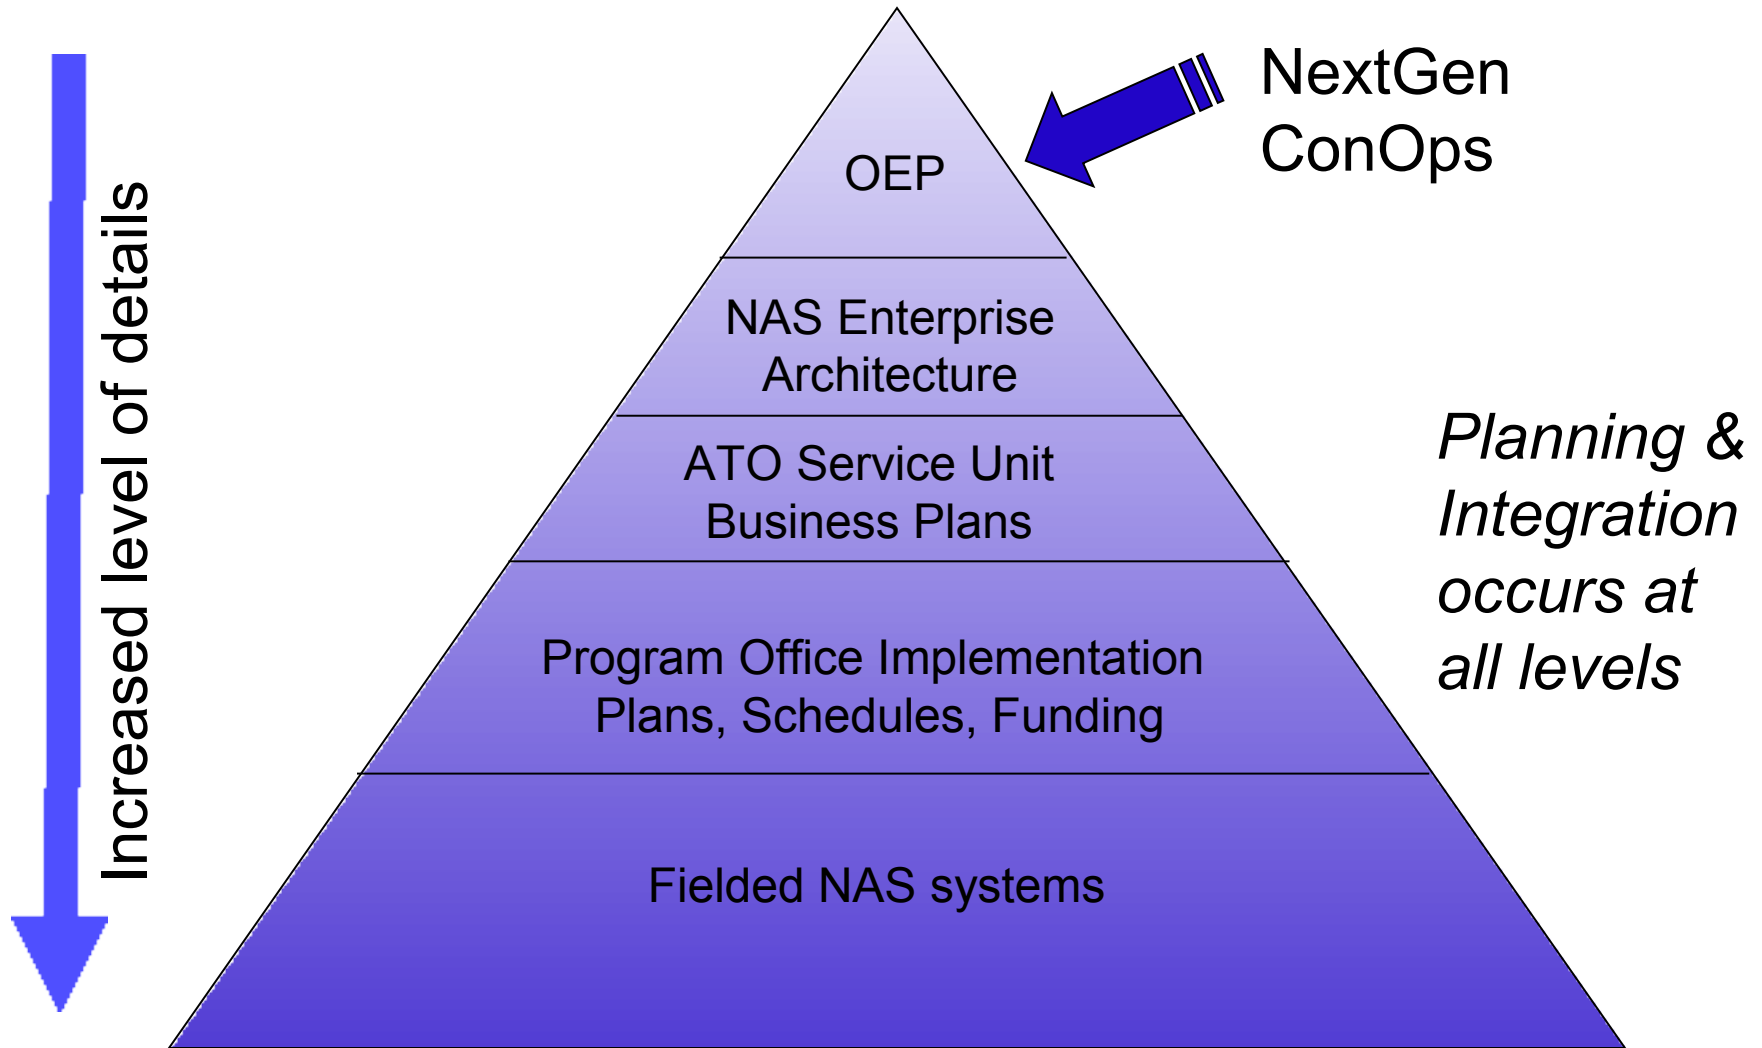 Increased level of details
NextGen
ConOps
OEP
NAS Enterprise
Architecture
ATO Service Unit
Business Plans
Program Office Implementation
Plans, Schedules, Funding
Fielded NAS systems
Planning &
Integration
occurs at
all levels